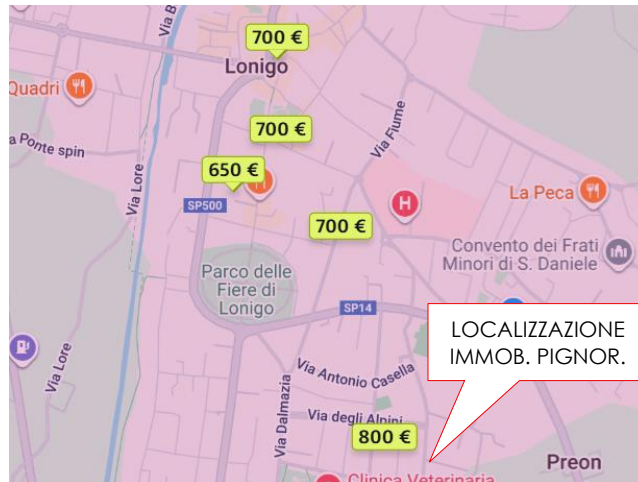 Via B
700 €
Lonigo
Quadri
700 €
Via Fiume
a Ponte spin
650 €
Via Lore
SP500
H
La Peca
700 €
Convento dei Frati
Minori di S. Daniele
Parco delle
Fiere di
Lonigo
SP14
LOCALIZZAZIONE
IMMOB. PIGNOR.
Via Lore
Via Antonio Casella
Via Dalmazia
Via degli Alpini
800 €
Preon
Clinica Veterinaria